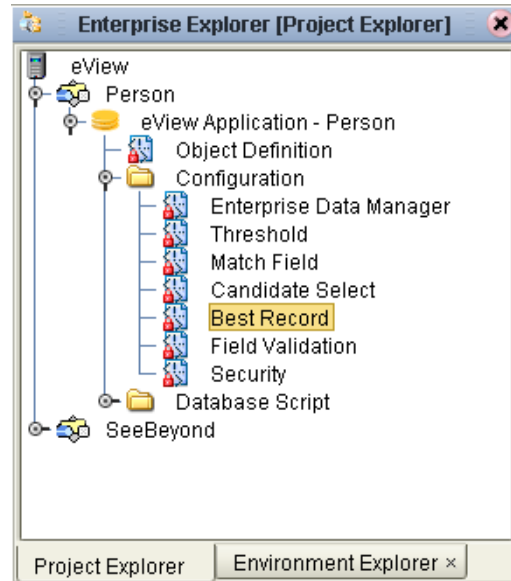 Enterprise Explorer [Project Explorer]
eView
Person
eView Application - Person
Object Definition
Configuration
Enterprise Data Manager
Threshold
Match Field
Candidate Select
Best Record
Field Validation
Security
Database Script
SeeBeyond
Project Explorer
Environment Explorer ×